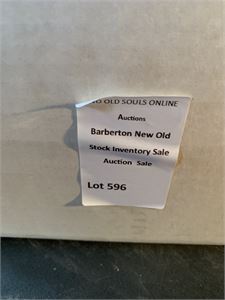 OLD SOULS ONLINE
Auctions
Barberton New Old
Stock Inventory Sale
Auction Sale
Lot 596